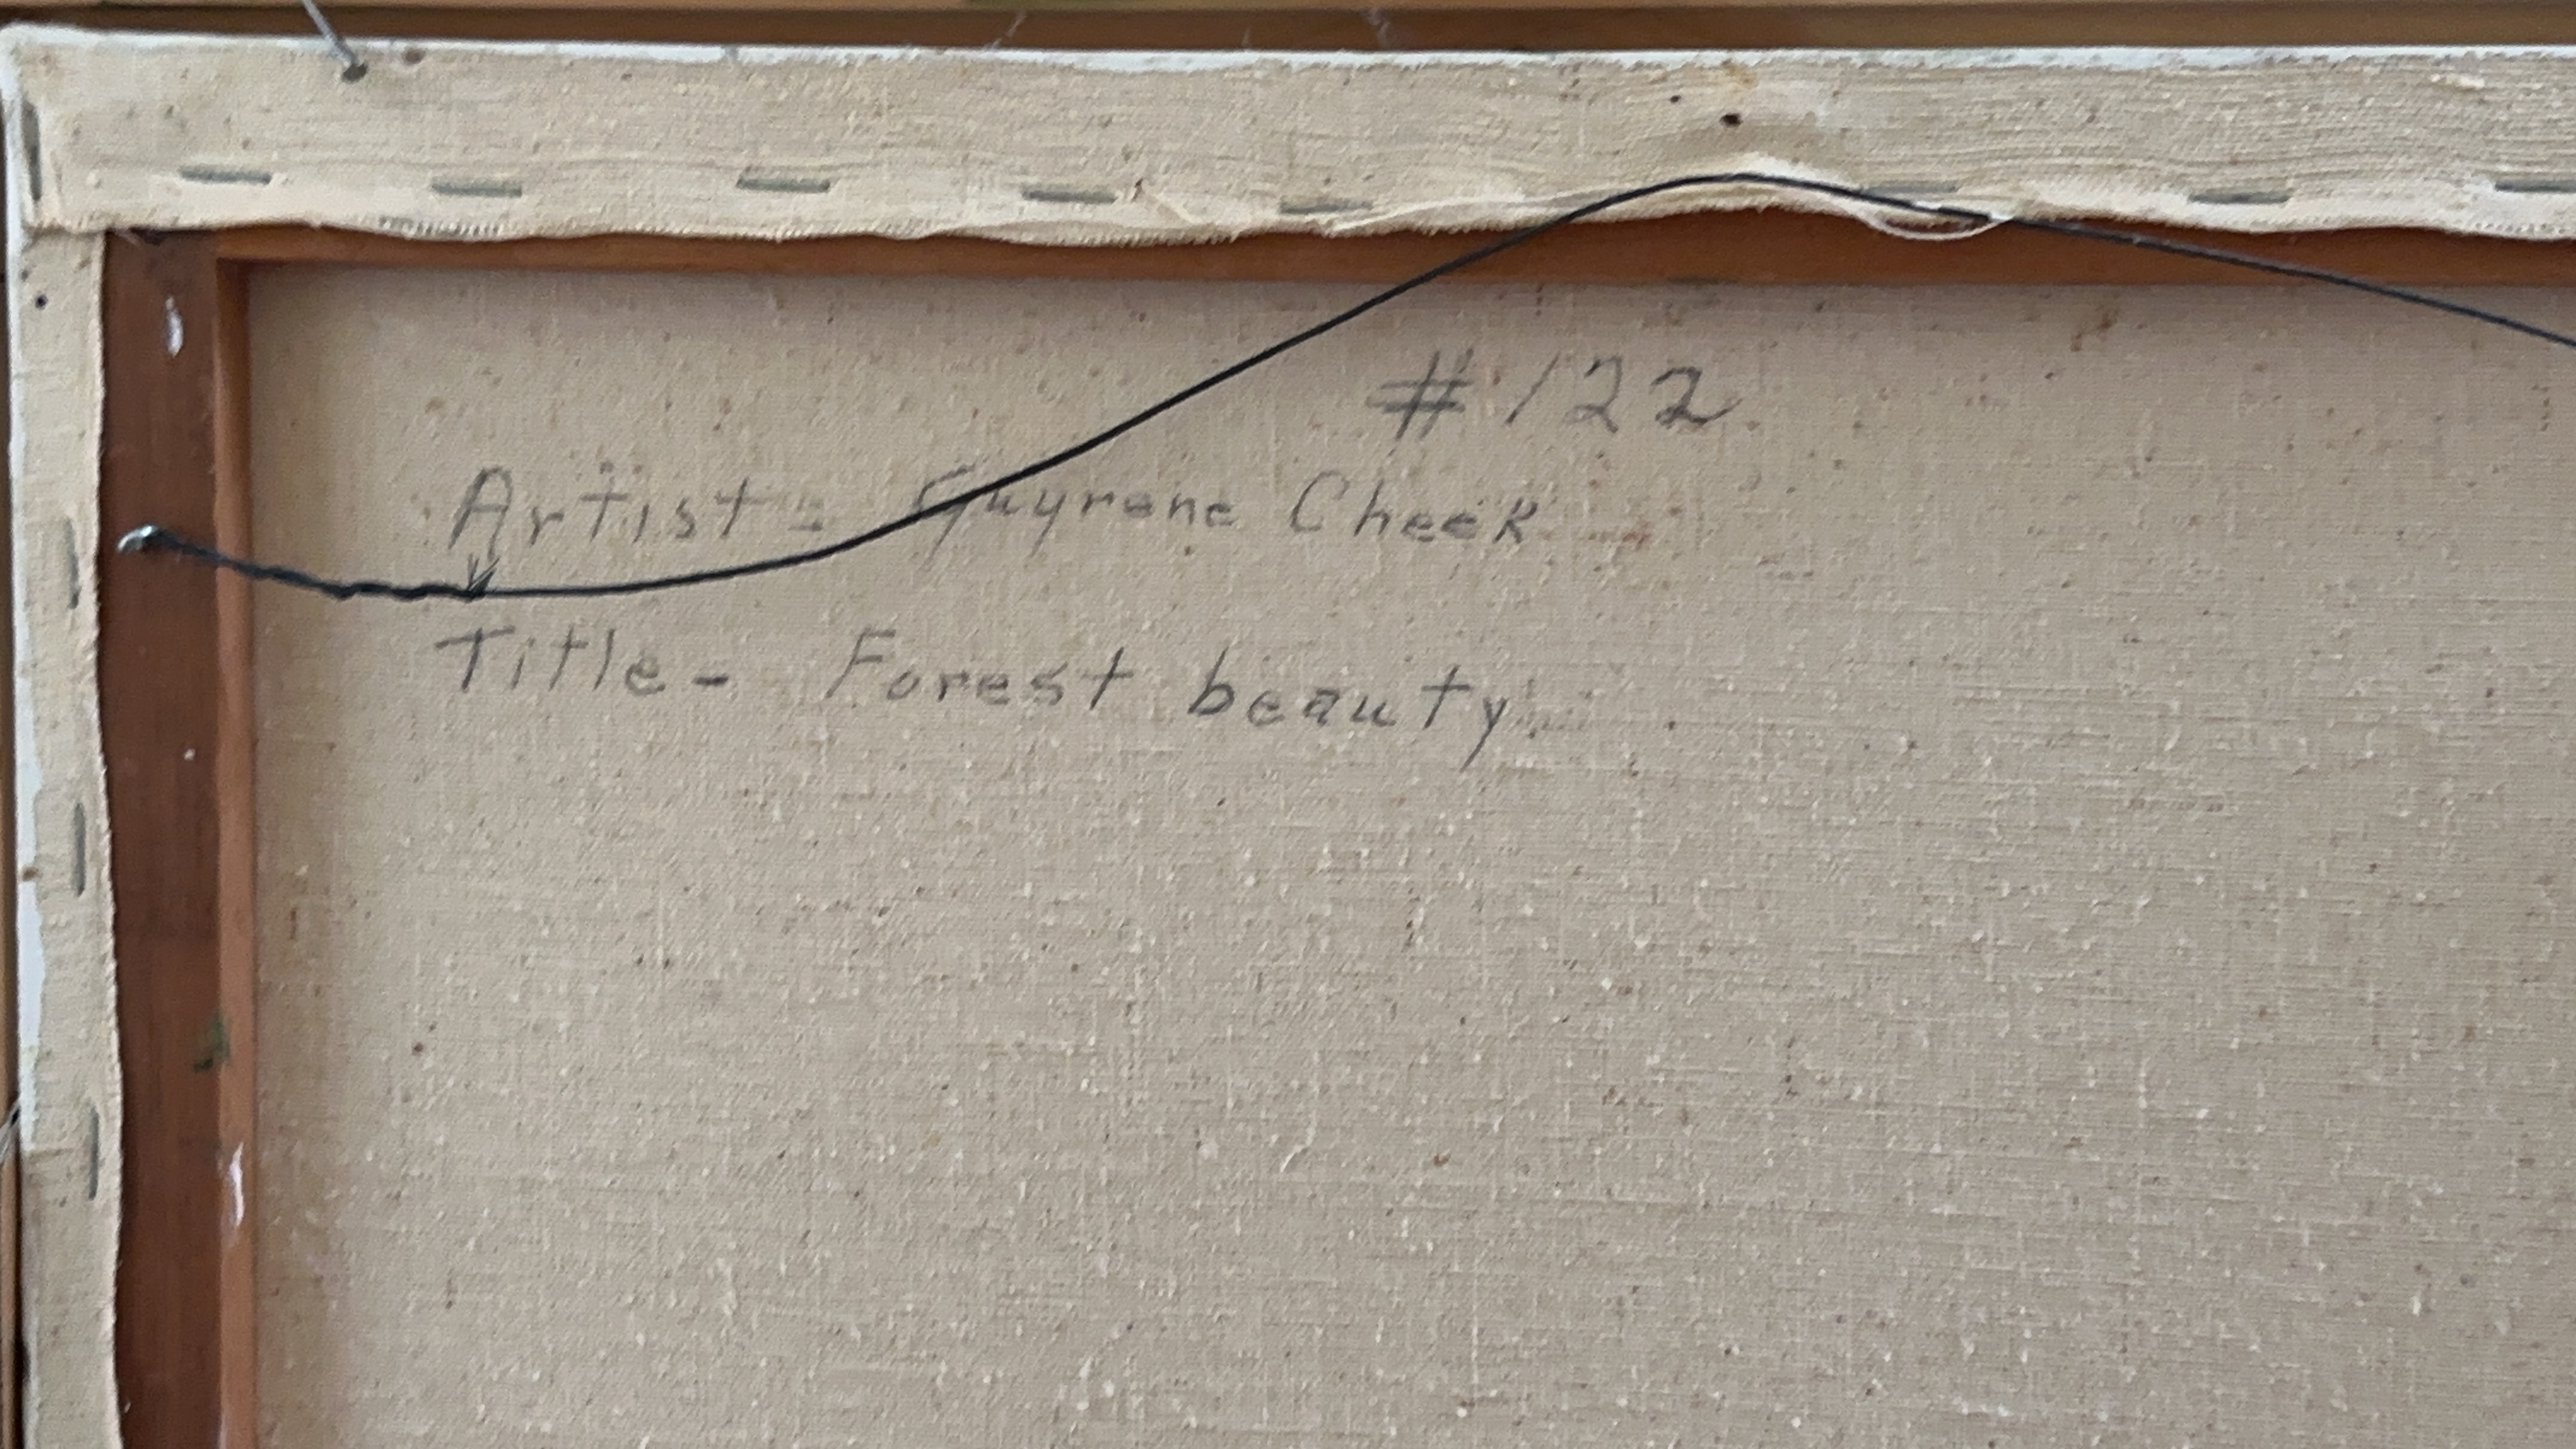 #122
Artist- Guyrene Cheek
Title- Forest beauty